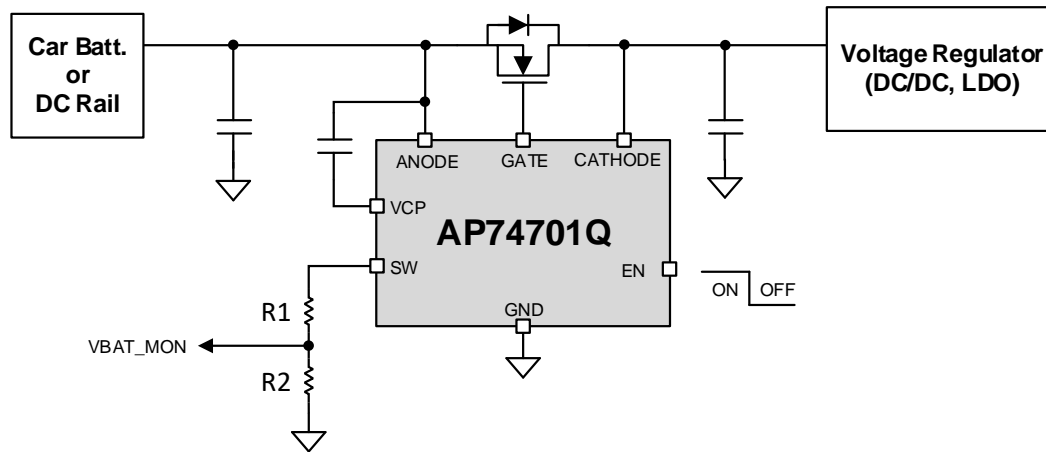 Car Batt.
or
DC Rail
Voltage Regulator
(DC/DC, LDO)
ANODE
GATE
CATHODE
VCP
AP74701Q
SW
EN
ON
OFF
R1
GND
VBAT_MON
R2